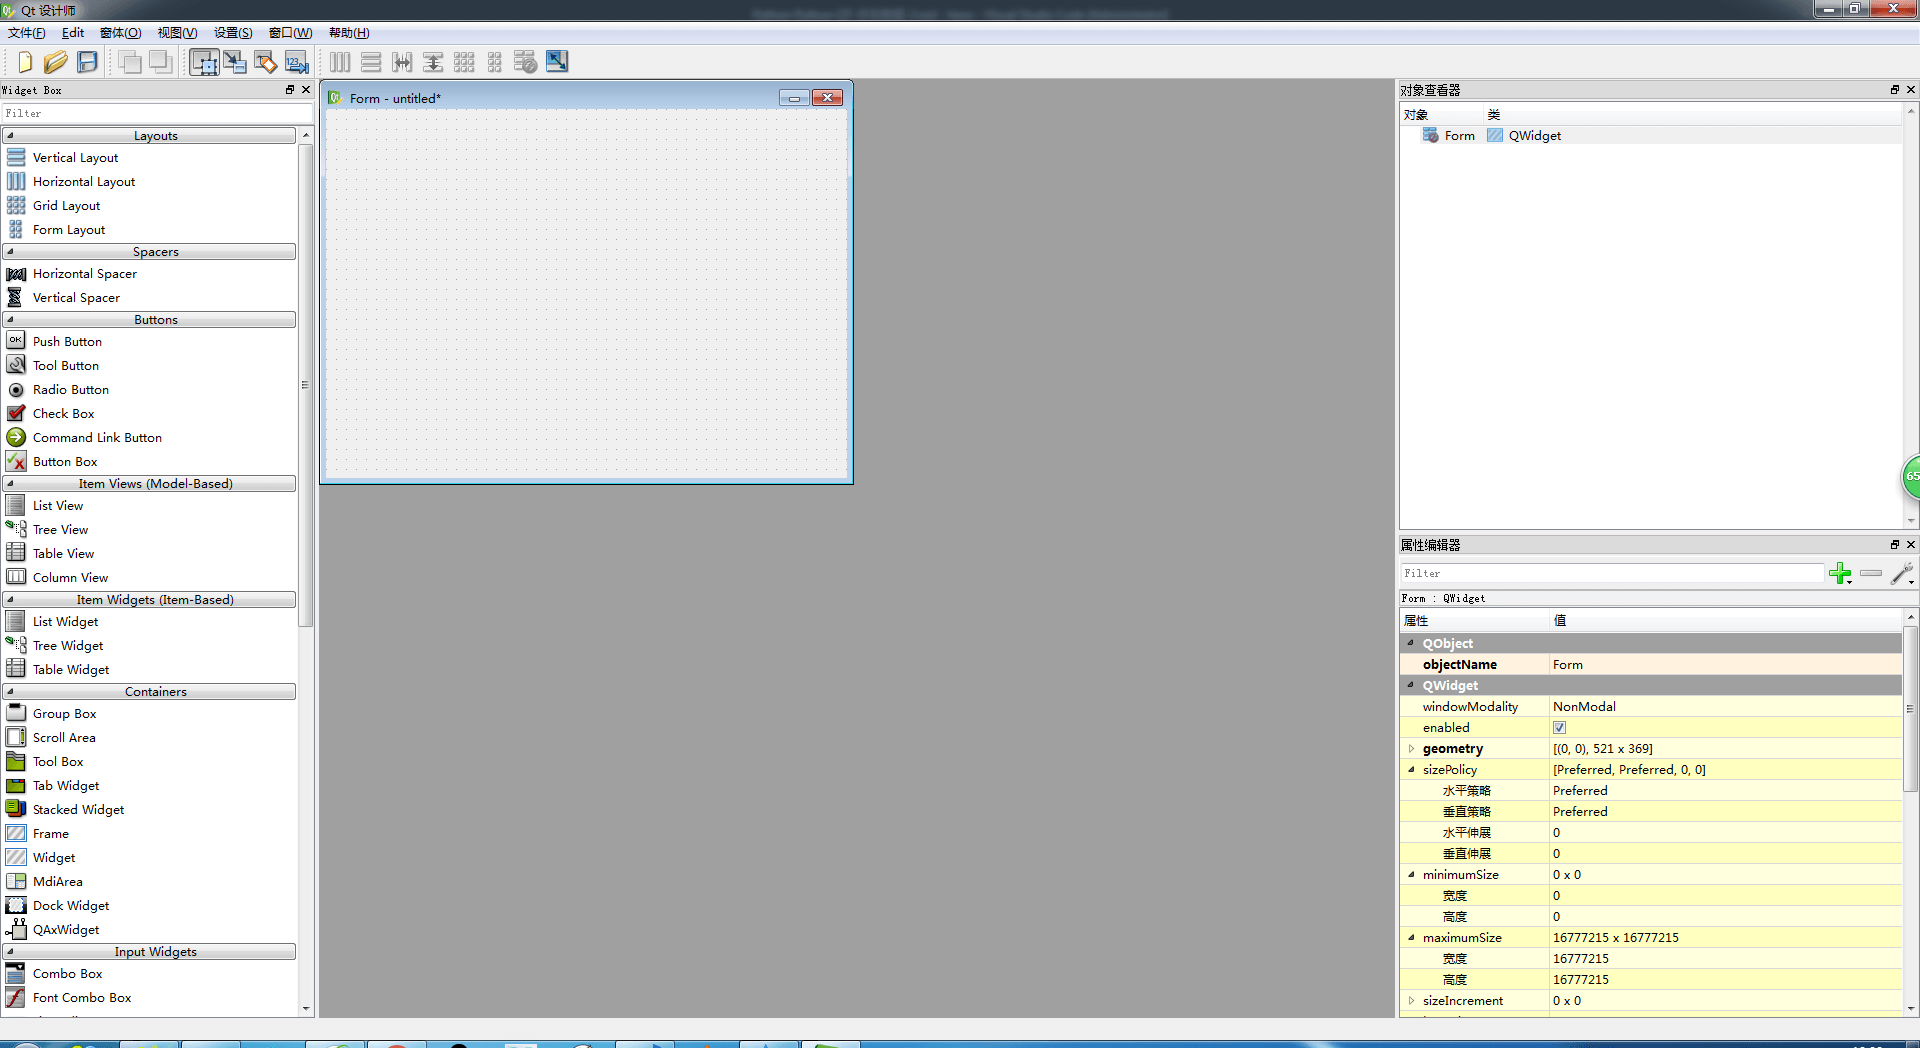 Qt 设计师
文件(F) Edit 窗体(O) 视图(V) 设置(S) 窗口(W) 帮助(H)
123
Widget Box
Filter
Layouts
Vertical Layout
Horizontal Layout
Grid Layout
Form Layout
Spacers
Horizontal Spacer
Vertical Spacer
Buttons
OK Push Button
Tool Button
Radio Button
Check Box
Command Link Button
Button Box
Item Views (Model-Based)
List View
Tree View
Table View
Column View
Item Widgets (Item-Based)
List Widget
Tree Widget
Table Widget
Containers
Group Box
Scroll Area
Tool Box
Tab Widget
Stacked Widget
Frame
Widget
MdiArea
Dock Widget
QAxWidget
Input Widgets
Combo Box
Font Combo Box
Form - untitled*
对象查看器
对象 类
Form QWidget
65
属性编辑器
Filter
Form : QWidget
属性 值
QObject
objectName Form
QWidget
windowModality NonModal
enabled
geometry [(0, 0), 521 x 369]
sizePolicy [Preferred, Preferred, 0, 0]
水平策略 Preferred
垂直策略 Preferred
水平伸展 0
垂直伸展 0
minimumSize 0 x 0
宽度 0
高度 0
maximumSize 16777215 x 16777215
宽度 16777215
高度 16777215
sizeIncrement 0 x 0